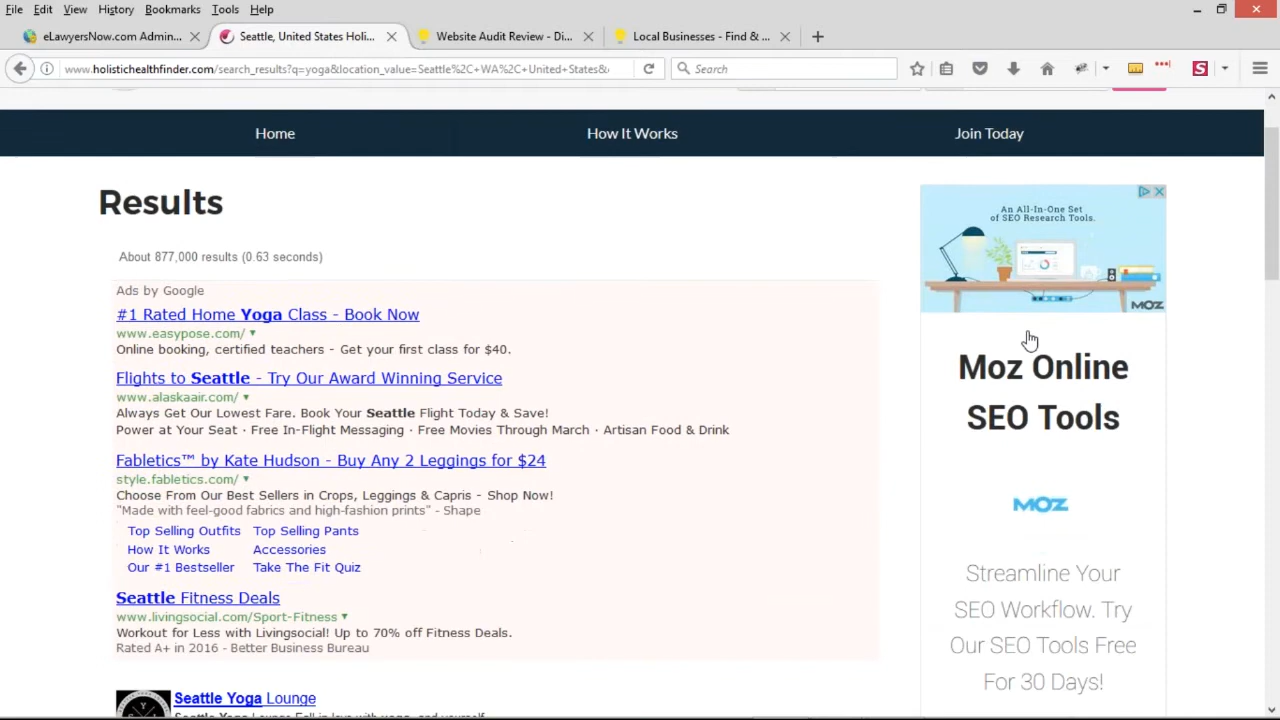 File Edit View History Bookmarks Tools Help
eLawyersNow.com Admin... Seattle, United States Holi... Website Audit Review - Di... Local Businesses - Find & ...
www.holistichealthfinder.com/search_results?q=yoga&location_value=Seattle%2C+WA%2C+United+States& Search
Home How It Works Join Today
Results
About 877,000 results (0.63 seconds)
Ads by Google
#1 Rated Home Yoga Class - Book Now
www.easypose.com/
Online booking, certified teachers - Get your first class for $40.
Flights to Seattle - Try Our Award Winning Service
www.alaskaair.com/
Always Get Our Lowest Fare. Book Your Seattle Flight Today & Save!
Power at Your Seat · Free In-Flight Messaging · Free Movies Through March · Artisan Food & Drink
Fabletics™ by Kate Hudson - Buy Any 2 Leggings for $24
style.fabletics.com/
Choose From Our Best Sellers in Crops, Leggings & Capris - Shop Now!
"Made with feel-good fabrics and high-fashion prints" - Shape
Top Selling Outfits Top Selling Pants
How It Works Accessories
Our #1 Bestseller Take The Fit Quiz
Seattle Fitness Deals
www.livingsocial.com/Sport-Fitness
Workout for Less with Livingsocial! Up to 70% off Fitness Deals.
Rated A+ in 2016 - Better Business Bureau
Seattle Yoga Lounge
An All-In-One Set
of SEO Research Tools.
MOZ
Moz Online
SEO Tools
MOZ
Streamline Your
SEO Workflow. Try
Our SEO Tools Free
For 30 Days!